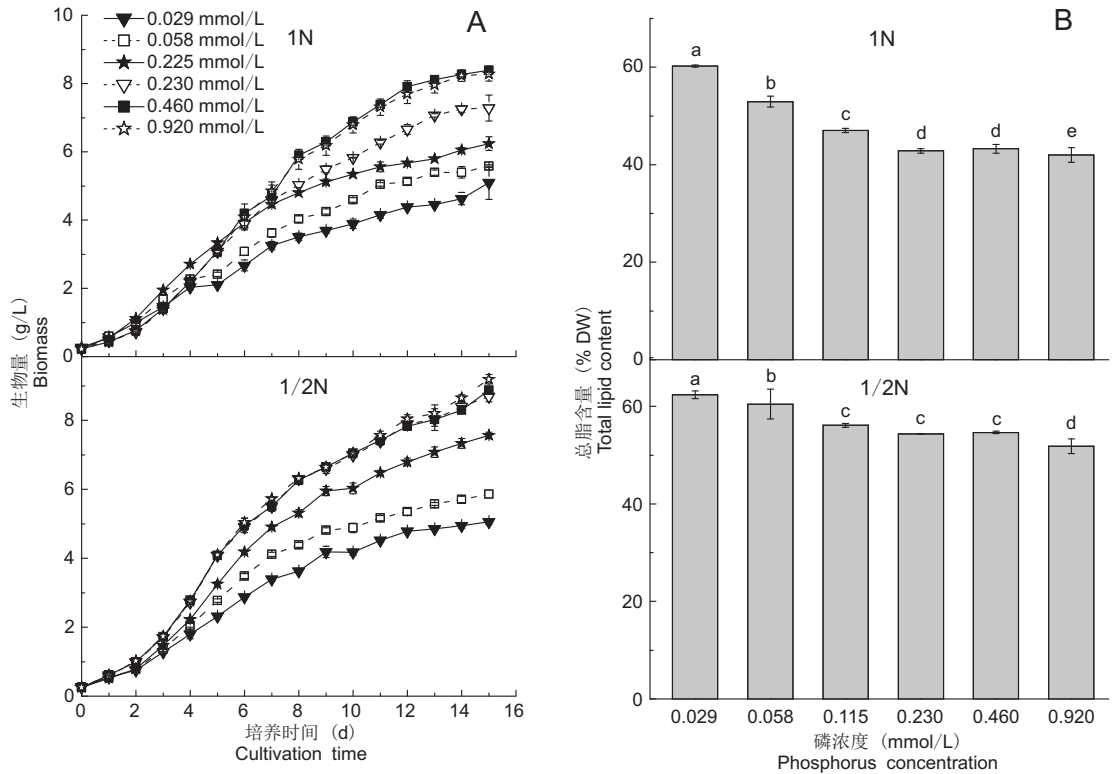 0.029 mmol/L
0.058 mmol/L
0.225 mmol/L
0.230 mmol/L
0.460 mmol/L
0.920 mmol/L
1N
A
10
8
6
4
2
0
1/2N
8
6
4
2
0
0 2 4 6 8 10 12 14 16
生物量 (g/L)
Biomass
培养时间 (d)
Cultivation time
B
1N
a
b
c
d
d
e
60
40
20
0
1/2N
a
b
c
c
c
d
60
40
20
0
0.029 0.058 0.115 0.230 0.460 0.920
总脂含量 (% DW)
Total lipid content
磷浓度 (mmol/L)
Phosphorus concentration